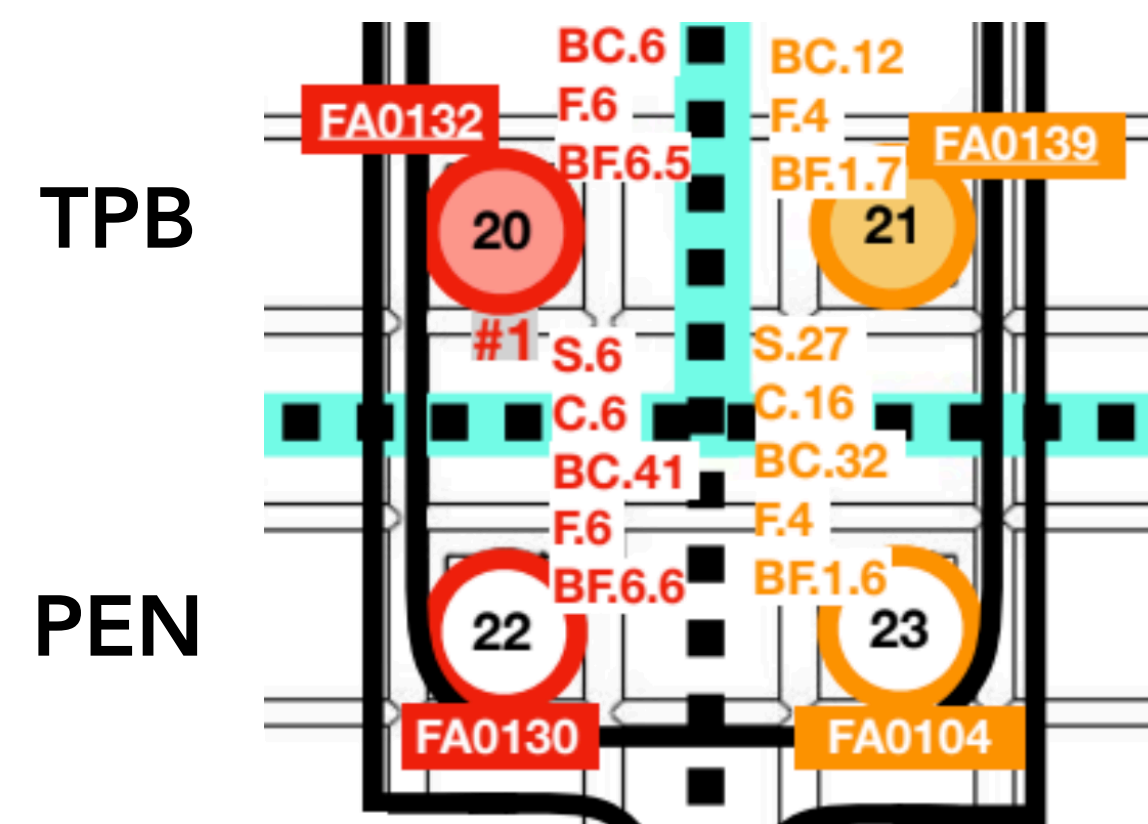 BC.6
BC.12
FA0132
F.6
F.4
FA0139
BF.6.5
BF.1.7
TPB
20
21
#1
S.6
S.27
C.6
C.16
BC.41
BC.32
F.6
F.4
BF.6.6
BF.1.6
PEN
22
23
FA0130
FA0104